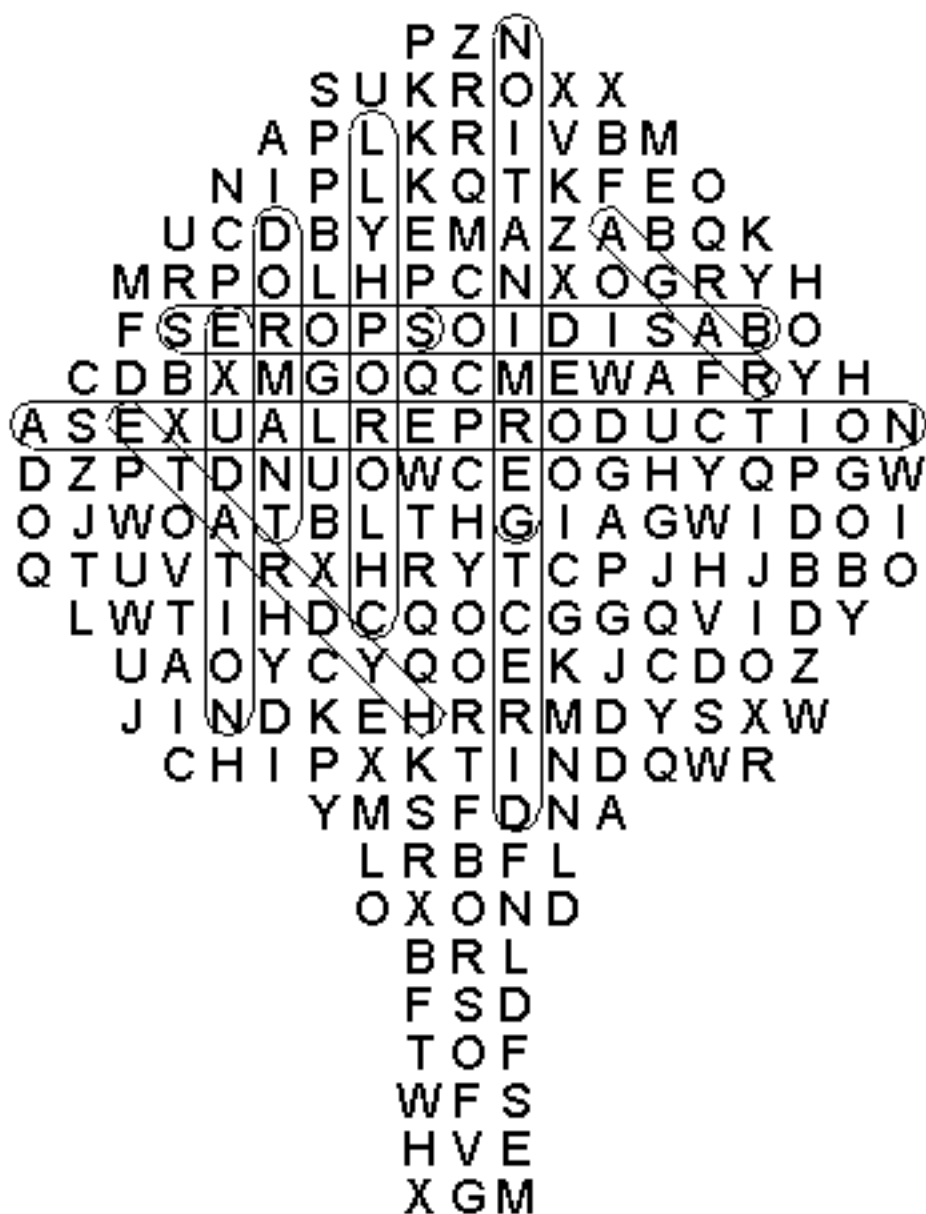 P Z N
S U K R O X X
A P L K R I V B M
N I P L K Q T K F E O
U C D B Y E M A Z A B Q K
M R P O L H P C N X O G R Y H
F S E R O P S O I D I S A B O
C D B X M G O Q C M E W A F R Y H
A S E X U A L R E P R O D U C T I O N
D Z P T D N U O W C E O G H Y Q P G W
O J W O A T B L T H G I A G W I D O I
Q T U V T R X H R Y T C P J H J B B O
L W T I H D C Q O C G G Q V I D Y
U A O Y C Y Q O E K J C D O Z
J I N D K E H R R M D Y S X W
C H I P X K T I N D Q W R
Y M S F D N A
L R B F L
O X O N D
B R L
F S D
T O F
W F S
H V E
X G M